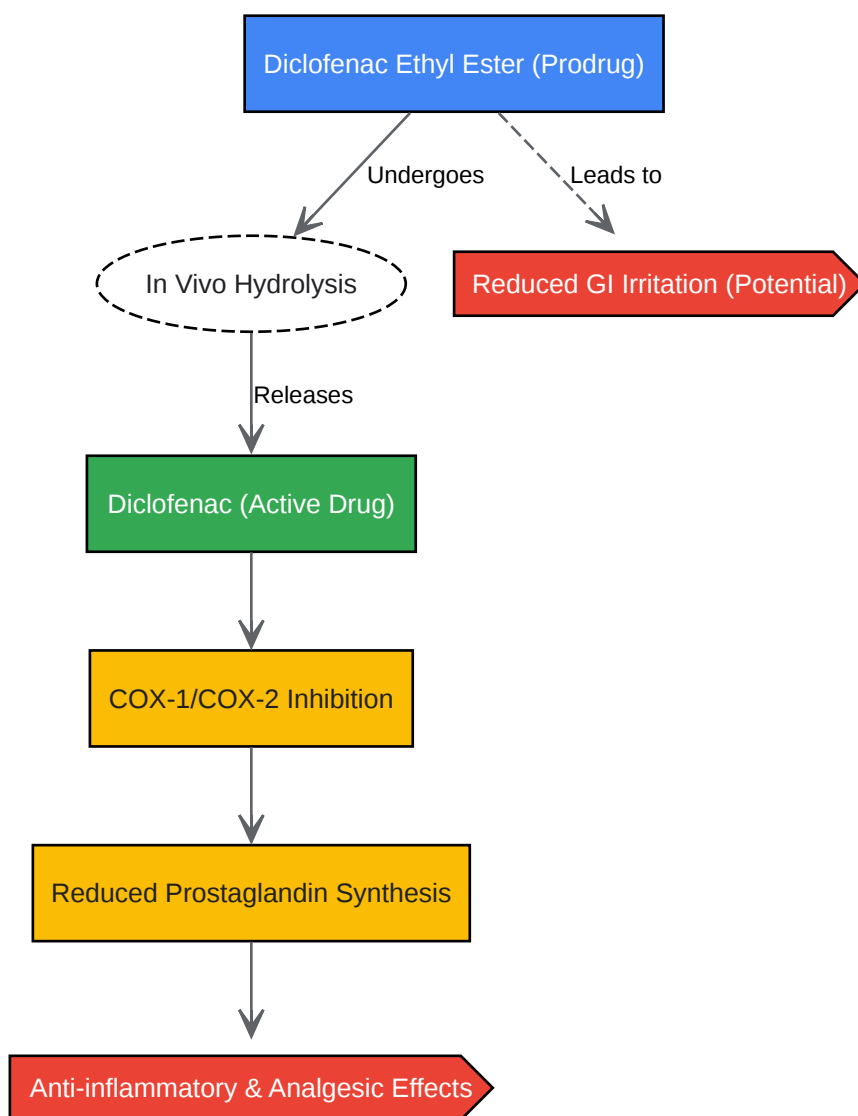 Diclofenac Ethyl Ester (Prodrug)
Undergoes
Leads to
In Vivo Hydrolysis
Reduced GI Irritation (Potential)
Releases
Diclofenac (Active Drug)
COX-1/COX-2 Inhibition
Reduced Prostaglandin Synthesis
Anti-inflammatory & Analgesic Effects